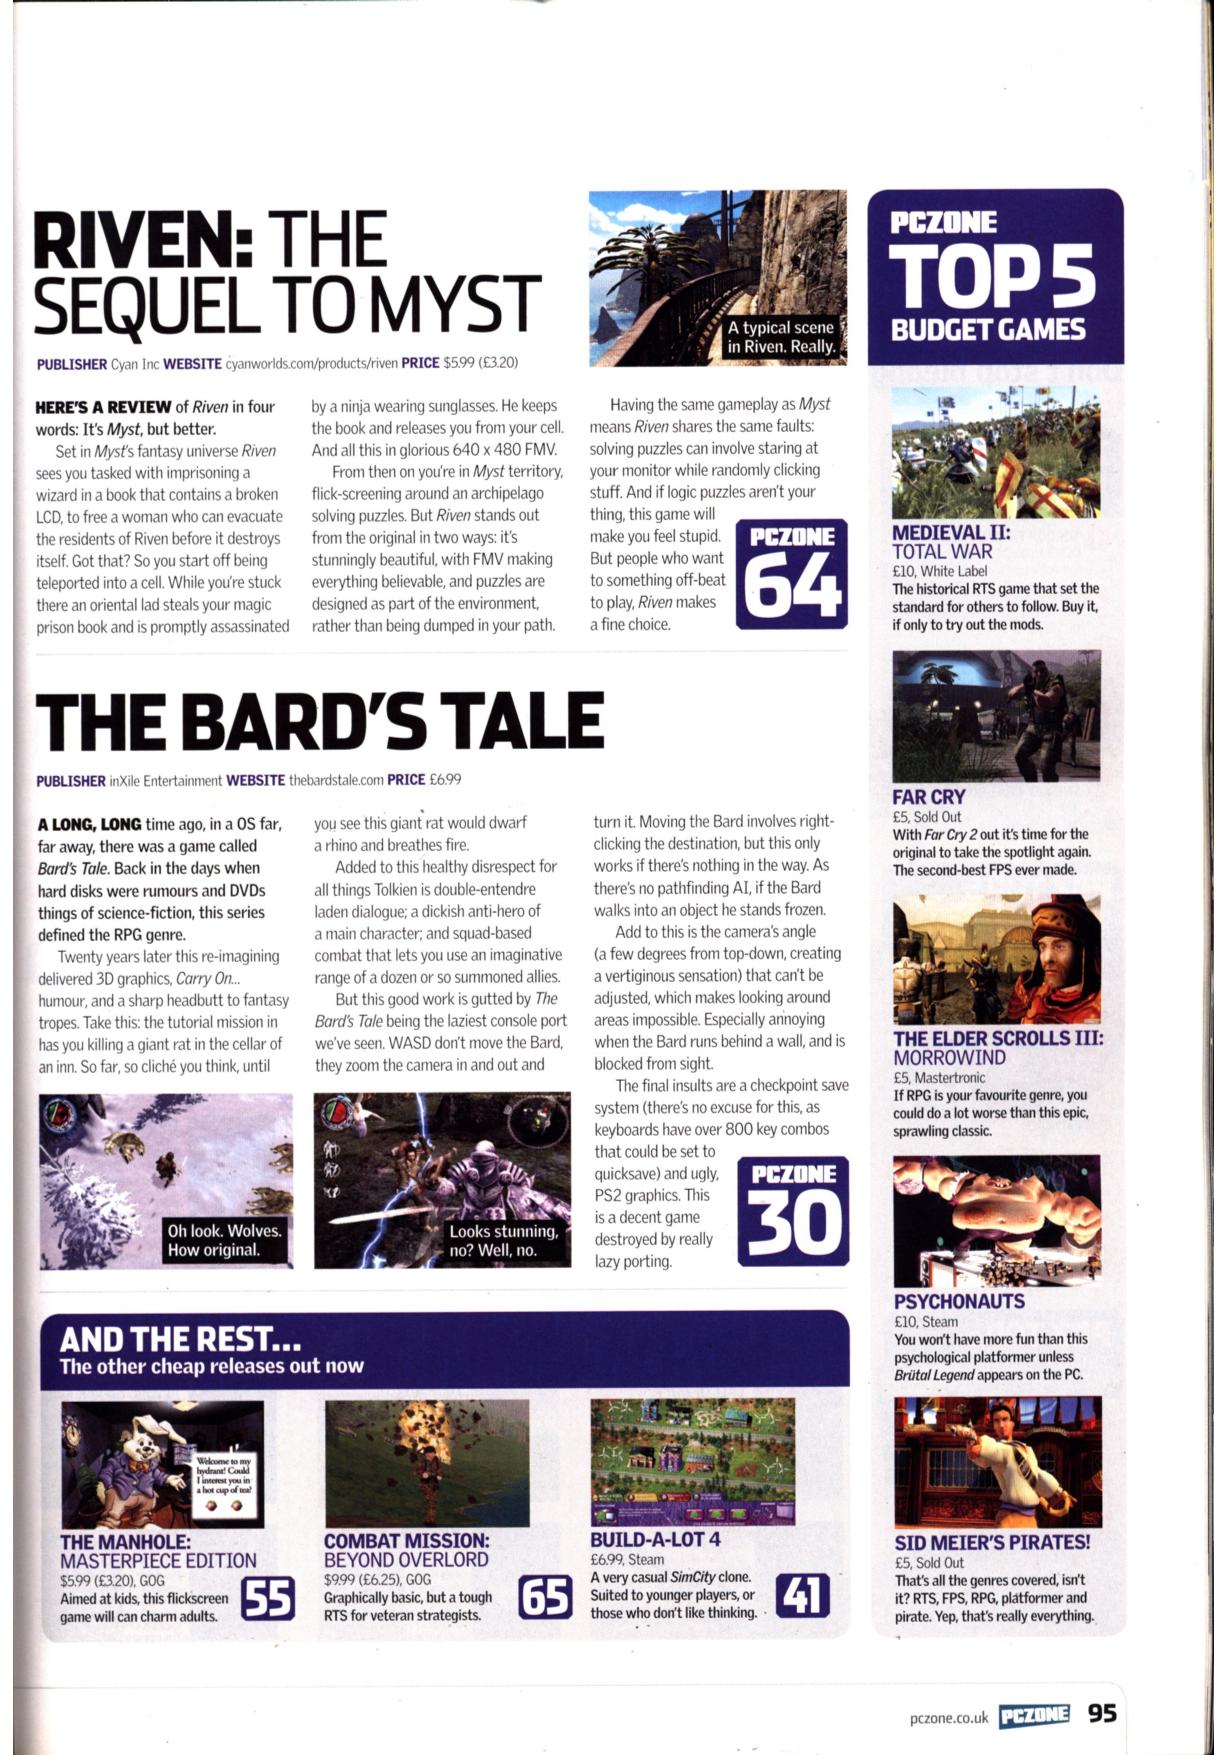 RIVEN: THE
SEQUEL TO MYST
PUBLISHER Cyan Inc WEBSITE cyanworlds.com/products/riven PRICE $5.99 (£3.20)
A typical scene
in Riven. Really.
HERE'S A REVIEW of Riven in four
words: It's Myst, but better.
Set in Myst's fantasy universe Riven
sees you tasked with imprisoning a
wizard in a book that contains a broken
LCD, to free a woman who can evacuate
the residents of Riven before it destroys
itself. Got that? So you start off being
teleported into a cell. While you're stuck
there an oriental lad steals your magic
prison book and is promptly assassinated
by a ninja wearing sunglasses. He keeps
the book and releases you from your cell.
And all this in glorious 640 x 480 FMV.
From then on you're in Myst territory,
flick-screening around an archipelago
solving puzzles. But Riven stands out
from the original in two ways: it's
stunningly beautiful, with FMV making
everything believable, and puzzles are
designed as part of the environment,
rather than being dumped in your path.
Having the same gameplay as Myst
means Riven shares the same faults:
solving puzzles can involve staring at
your monitor while randomly clicking
stuff. And if logic puzzles aren't your
thing, this game will
make you feel stupid.
But people who want
to something off-beat
to play, Riven makes
a fine choice.
PCZONE
64
THE BARD'S TALE
PUBLISHER inXile Entertainment WEBSITE thebardstale.com PRICE £6.99
A LONG, LONG time ago, in a OS far,
far away, there was a game called
Bard's Tale. Back in the days when
hard disks were rumours and DVDs
things of science-fiction, this series
defined the RPG genre.
Twenty years later this re-imagining
delivered 3D graphics, Carry On...
humour, and a sharp headbutt to fantasy
tropes. Take this: the tutorial mission in
has you killing a giant rat in the cellar of
an inn. So far, so cliché you think, until
you see this giant rat would dwarf
a rhino and breathes fire.
Added to this healthy disrespect for
all things Tolkien is double-entendre
laden dialogue; a dickish anti-hero of
a main character; and squad-based
combat that lets you use an imaginative
range of a dozen or so summoned allies.
But this good work is gutted by The
Bard's Tale being the laziest console port
we've seen. WASD don't move the Bard,
they zoom the camera in and out and
turn it. Moving the Bard involves right-
clicking the destination, but this only
works if there's nothing in the way. As
there's no pathfinding AI, if the Bard
walks into an object he stands frozen.
Add to this is the camera's angle
(a few degrees from top-down, creating
a vertiginous sensation) that can't be
adjusted, which makes looking around
areas impossible. Especially annoying
when the Bard runs behind a wall, and is
blocked from sight.
The final insults are a checkpoint save
system (there's no excuse for this, as
keyboards have over 800 key combos
that could be set to
quicksave) and ugly,
PS2 graphics. This
is a decent game
destroyed by really
lazy porting.
PCZONE
30
Oh look. Wolves.
How original.
Looks stunning,
no? Well, no.
AND THE REST...
The other cheap releases out now
Welcome to my
hydrant! Could
I interest you in
a hot cup of tea?
THE MANHOLE:
MASTERPIECE EDITION
$5.99 (£3.20), GOG
Aimed at kids, this flickscreen
game will can charm adults.
55
COMBAT MISSION:
BEYOND OVERLORD
$9.99 (£6.25), GOG
Graphically basic, but a tough
RTS for veteran strategists.
65
BUILD-A-LOT 4
£6.99, Steam
A very casual SimCity clone.
Suited to younger players, or
those who don't like thinking.
41
PCZONE
TOP 5
BUDGET GAMES
MEDIEVAL II:
TOTAL WAR
£10, White Label
The historical RTS game that set the
standard for others to follow. Buy it,
if only to try out the mods.
FAR CRY
£5, Sold Out
With Far Cry 2 out it's time for the
original to take the spotlight again.
The second-best FPS ever made.
THE ELDER SCROLLS III:
MORROWIND
£5, Mastertronic
If RPG is your favourite genre, you
could do a lot worse than this epic,
sprawling classic.
PSYCHONAUTS
£10, Steam
You won't have more fun than this
psychological platformer unless
Brütal Legend appears on the PC.
SID MEIER'S PIRATES!
£5, Sold Out
That's all the genres covered, isn't
it? RTS, FPS, RPG, platformer and
pirate. Yep, that's really everything.
pczone.co.uk PCZONE 95